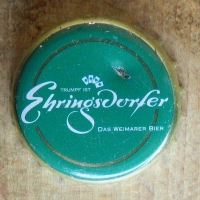 TRUMPF IST
Ehringsdorfer
DAS WEIMARER BIER